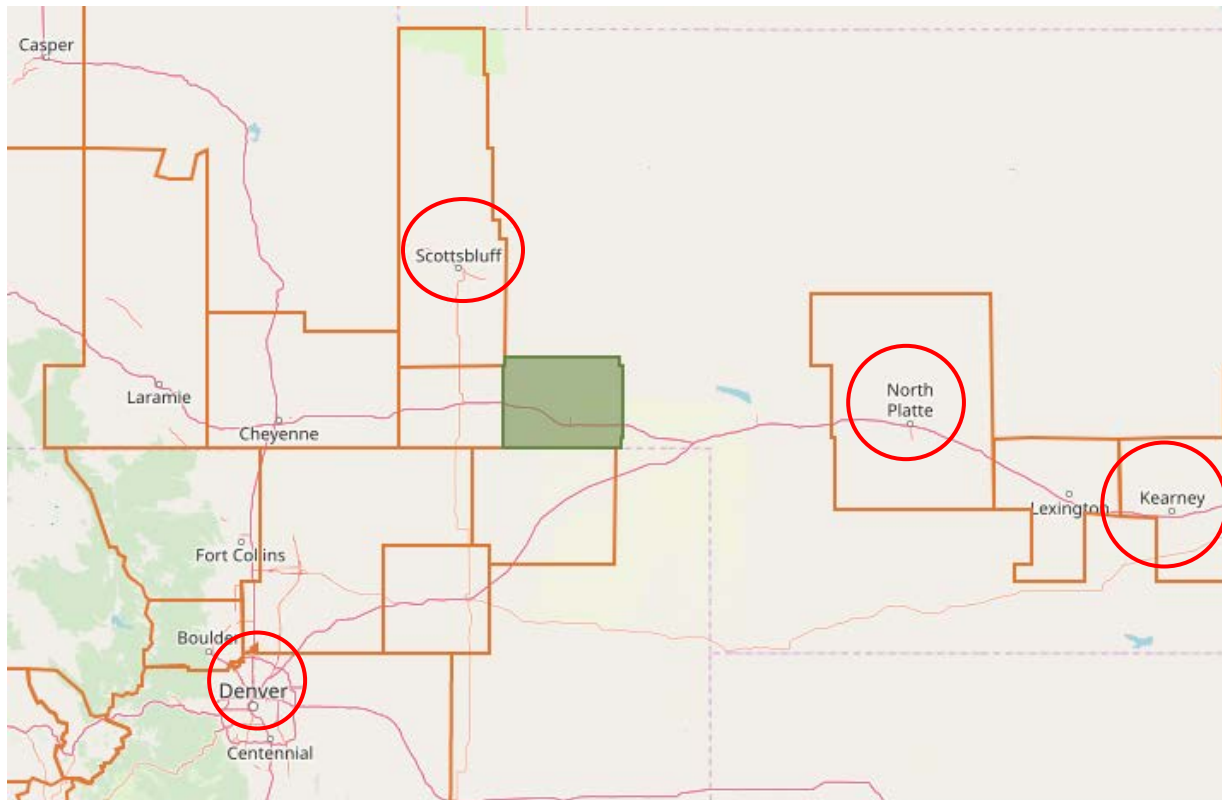 Casper
Scottsbluff
Laramie
North
Platte
Cheyenne
Kearney
Lexington
Fort Collins
Boulder
Denver
Centennial